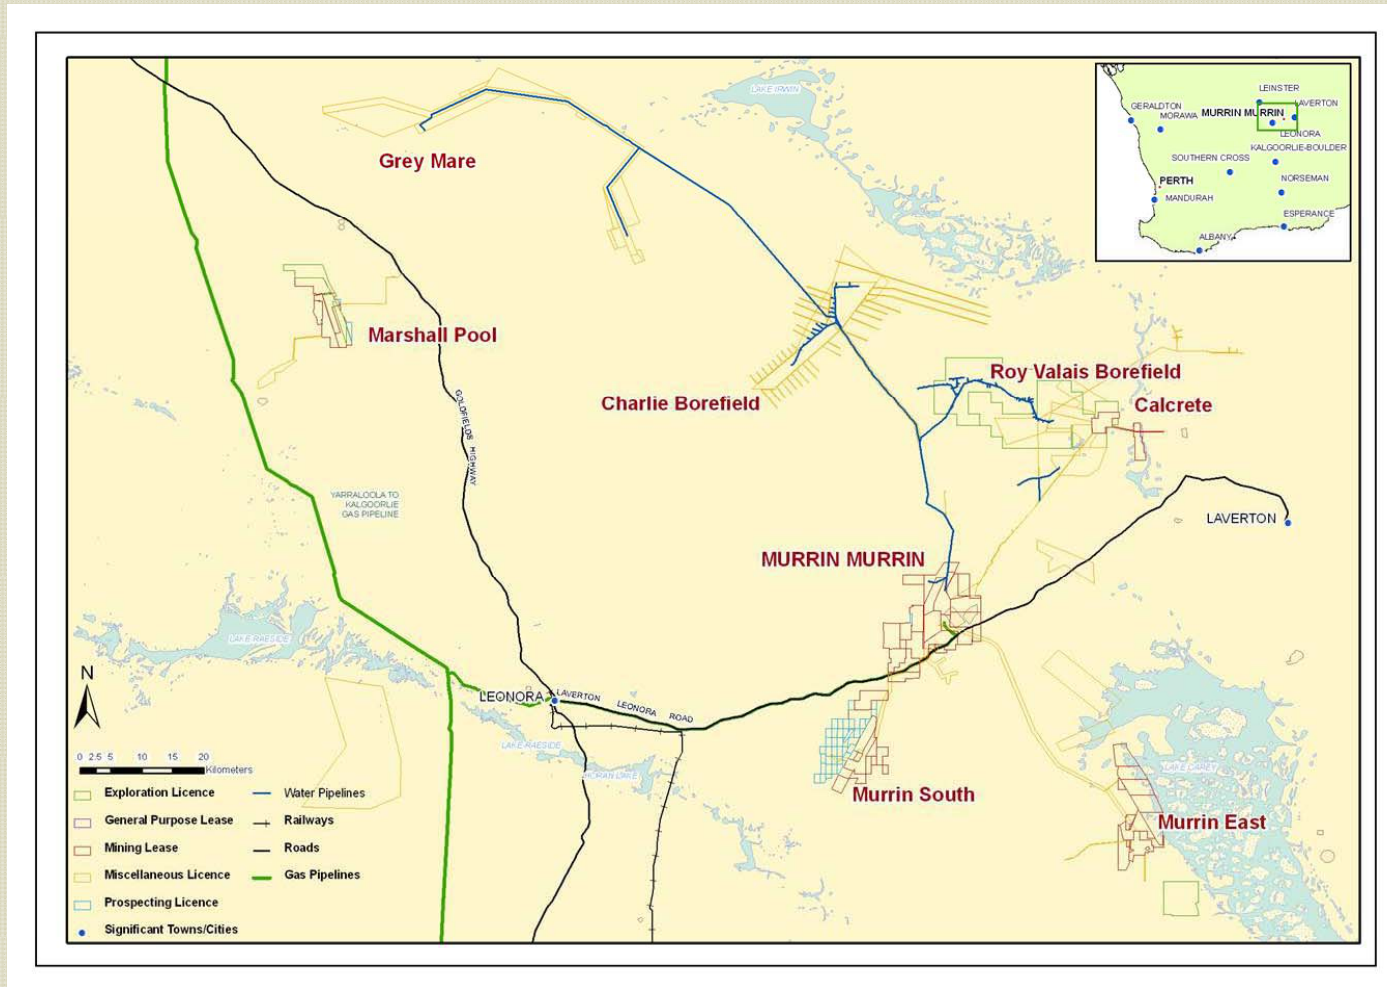 LAKE IRWIN
Grey Mare
Marshall Pool
GOLDFIELDS HIGHWAY
Charlie Borefield
Roy Valais Borefield
Calcrete
YARRALOOLA TO
KALGOORLIE
GAS PIPELINE
LAVERTON
MURRIN MURRIN
LAKE RAESIDE
N
LEONORA
LAVERTON LEONORA ROAD
LAKE RAESIDE
LAKE CAREY
Murrin South
Murrin East
0 2.5 5 10 15 20
Kilometers
Exploration Licence
General Purpose Lease
Mining Lease
Miscellaneous Licence
Prospecting Licence
Significant Towns/Cities
Water Pipelines
Railways
Roads
Gas Pipelines
LEINSTER
GERALDTON
MORAWA
MURRIN MURRIN
LAVERTON
LEONORA
KALGOORLIE-BOULDER
SOUTHERN CROSS
PERTH
NORSEMAN
MANDURAH
ESPERANCE
ALBANY